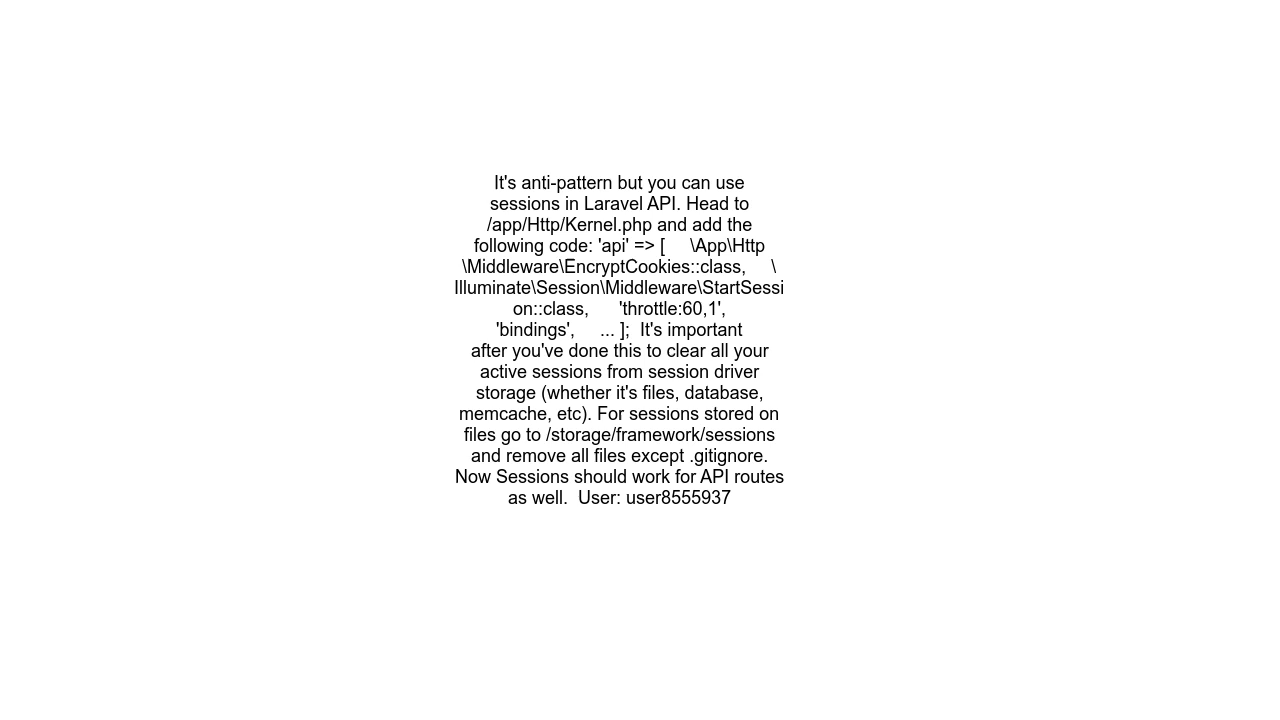 It's anti-pattern but you can use
sessions in Laravel API. Head to
/app/Http/Kernel.php and add the
following code: 'api' => [     \App\Http
\Middleware\EncryptCookies::class,     \
Illuminate\Session\Middleware\StartSessi
on::class,      'throttle:60,1',
'bindings',     ... ];  It's important
after you've done this to clear all your
active sessions from session driver
storage (whether it's files, database,
memcache, etc). For sessions stored on
files go to /storage/framework/sessions
and remove all files except .gitignore.
Now Sessions should work for API routes
as well.  User: user8555937